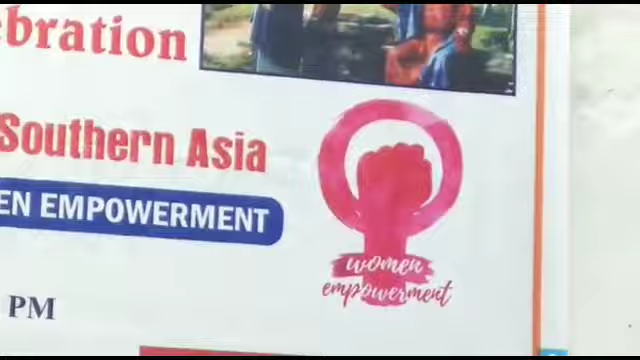 ebration
Southern Asia
EN EMPOWERMENT
women
empowerment
PM